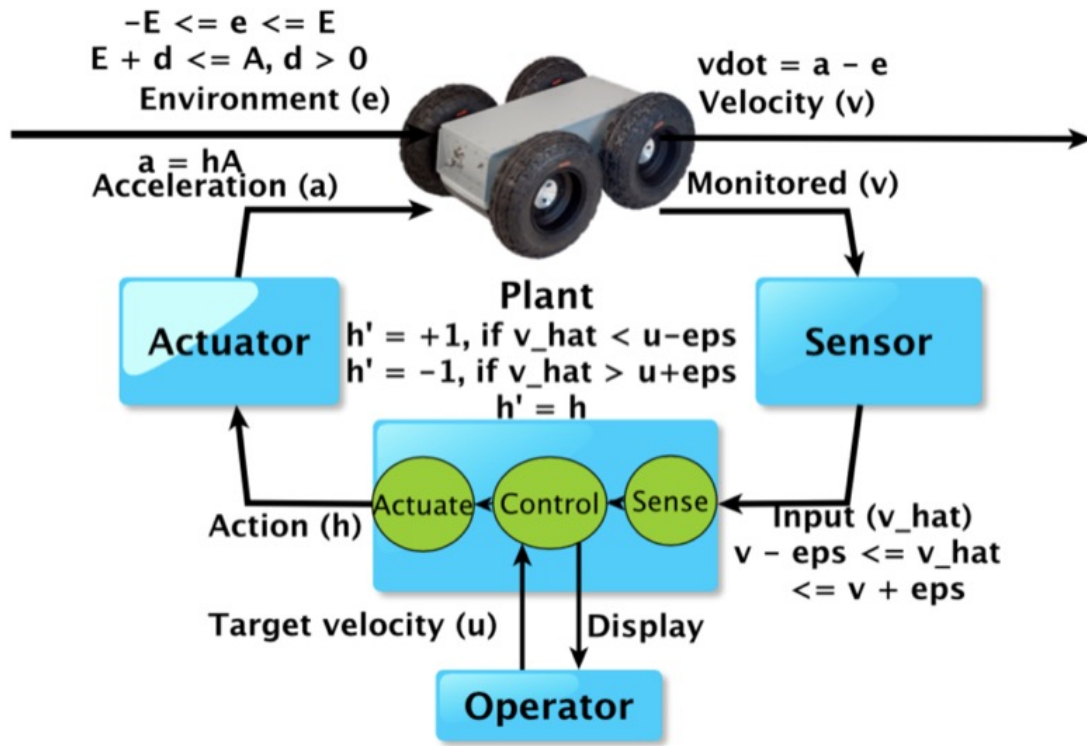 -E <= e <= E
E + d <= A, d > 0
Environment (e)
vdot = a - e
Velocity (v)
a = hA
Acceleration (a)
Monitored (v)
Plant
Actuator
h' = +1, if v_hat < u-eps
h' = -1, if v_hat > u+eps
h' = h
Sensor
Actuate
Control
Sense
Action (h)
Input (v_hat)
v - eps <= v_hat
<= v + eps
Target velocity (u)
Display
Operator